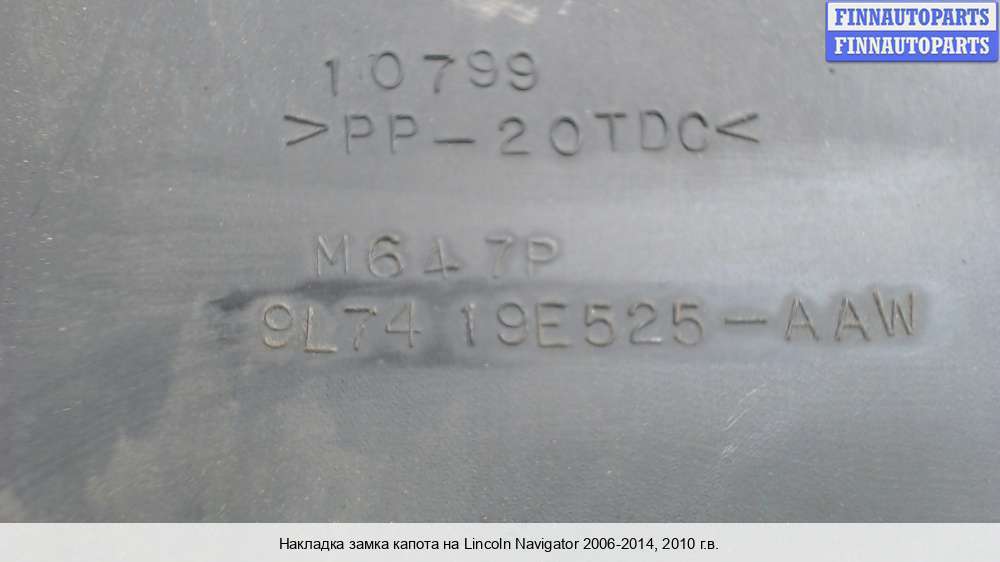 FINNAUTOPARTS
FINNAUTOPARTS
10799
>PP-20TDC<
M647P
9L74 19E525-AAW
Накладка замка капота на Lincoln Navigator 2006-2014, 2010 г.в.